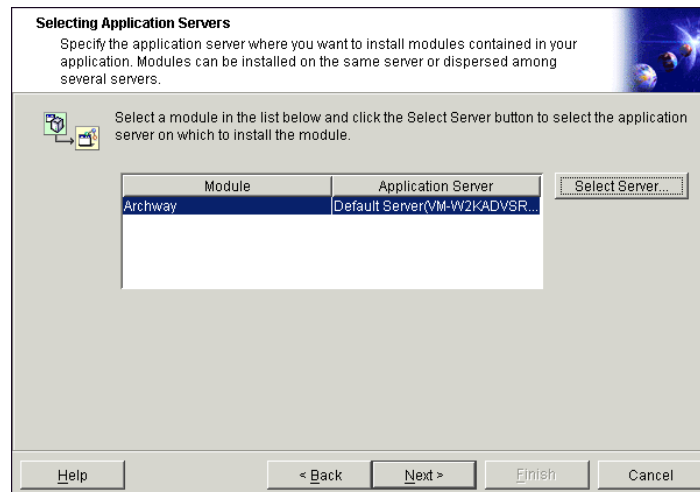 Selecting Application Servers
Specify the application server where you want to install modules contained in your
application. Modules can be installed on the same server or dispersed among
several servers.
Select a module in the list below and click the Select Server button to select the application
server on which to install the module.
Module Application Server Select Server...
Archway Default Server(VM-W2KADVSR...
Help < Back Next > Finish Cancel